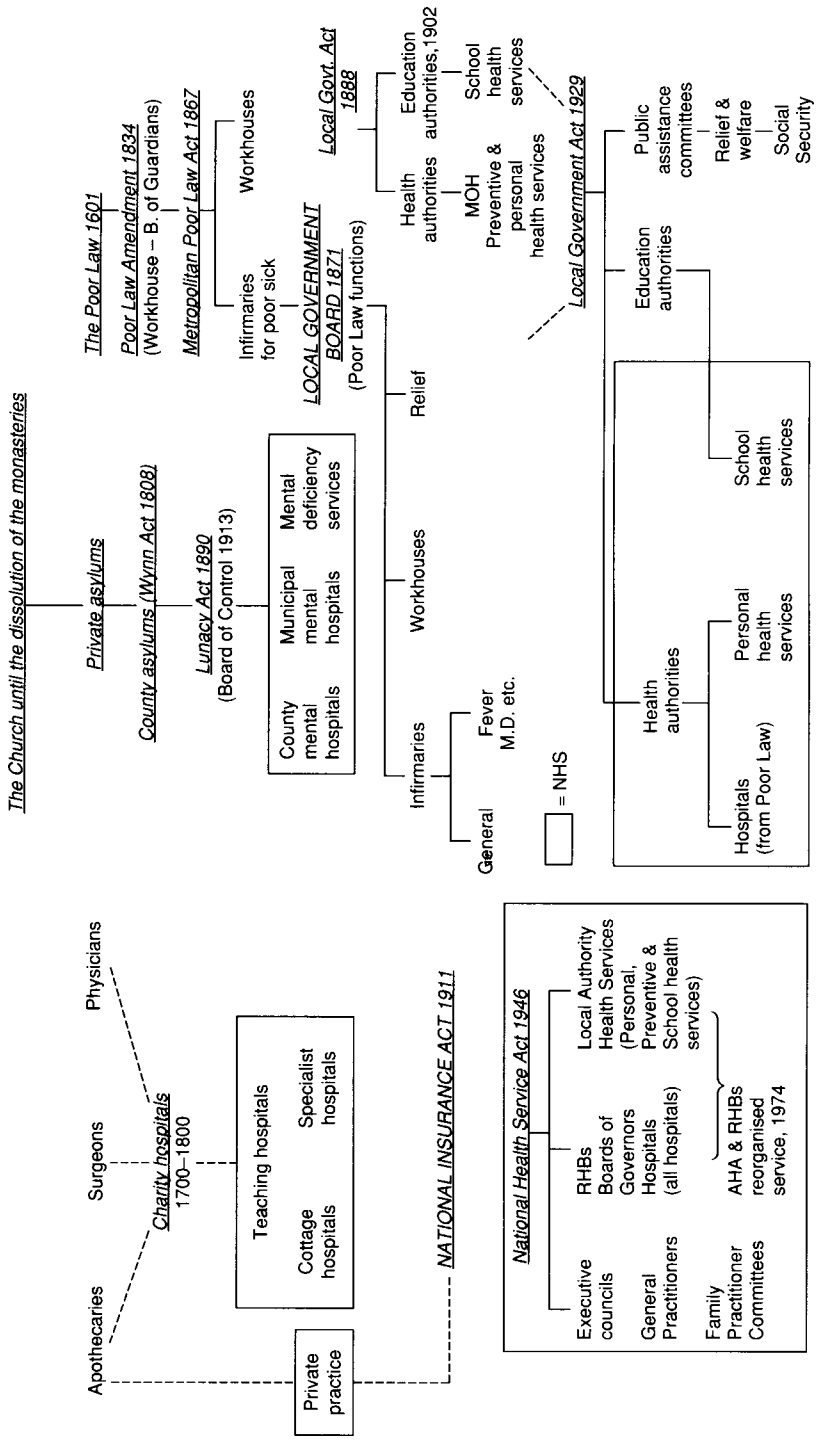 The Church until the dissolution of the monasteries
Apothecaries
Surgeons
Physicians
Charity hospitals
1700–1800
Teaching hospitals
Cottage
hospitals
Specialist
hospitals
Private
practice
NATIONAL INSURANCE ACT 1911
Private asylums
County asylums (Wynn Act 1808)
Lunacy Act 1890
(Board of Control 1913)
County
mental
hospitals
Municipal
mental
hospitals
Mental
deficiency
services
The Poor Law 1601
Poor Law Amendment 1834
(Workhouse – B. of Guardians)
Metropolitan Poor Law Act 1867
Infirmaries
for poor sick
Workhouses
LOCAL GOVERNMENT
BOARD 1871
(Poor Law functions)
Infirmaries
Workhouses
Relief
General
Fever
M.D. etc.
Local Govt. Act
1888
Health
authorities
Education
authorities,1902
MOH
Preventive &
personal
health services
School
health
services
= NHS
National Health Service Act 1946
Executive
councils
General
Practitioners
Family
Practitioner
Committees
RHBs
Boards of
Governors
Hospitals
(all hospitals)
Local Authority
Health Services
(Personal,
Preventive &
School health
services)
AHA & RHBs
reorganised
service, 1974
Local Government Act 1929
Health
authorities
Education
authorities
Public
assistance
committees
Hospitals
(from Poor Law)
Personal
health
services
School
health
services
Relief &
welfare
Social
Security